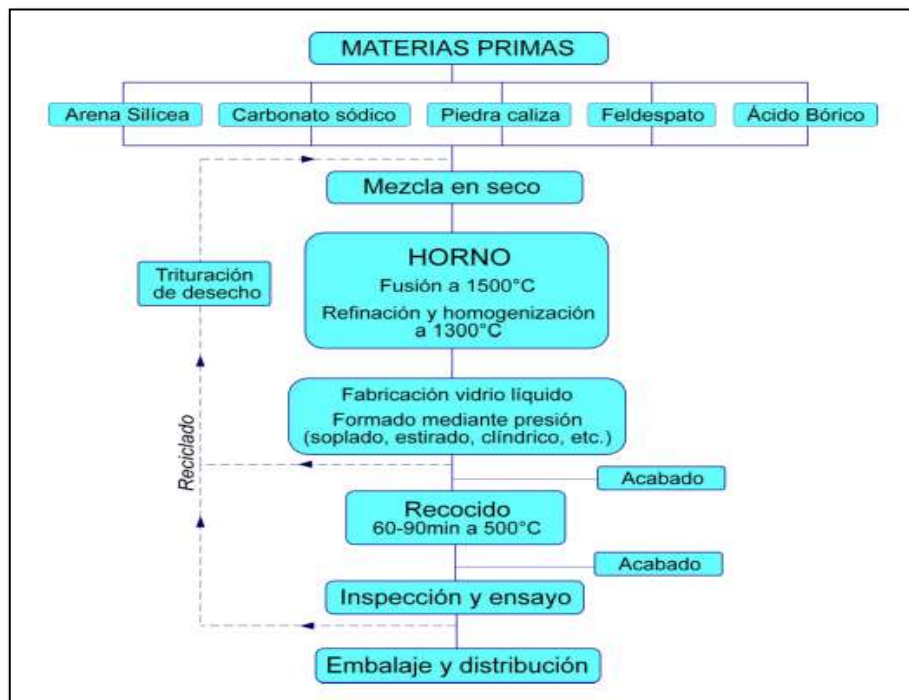 MATERIAS PRIMAS
Arena Silícea
Carbonato sódico
Piedra caliza
Feldespato
Ácido Bórico
Mezcla en seco
HORNO
Fusión a 1500°C
Refinación y homogenización
a 1300°C
Trituración
de desecho
Fabricación vidrio líquido
Formado mediante presión
(soplado, estirado, clíndrico, etc.)
Reciclado
Acabado
Recocido
60-90min a 500°C
Acabado
Inspección y ensayo
Embalaje y distribución